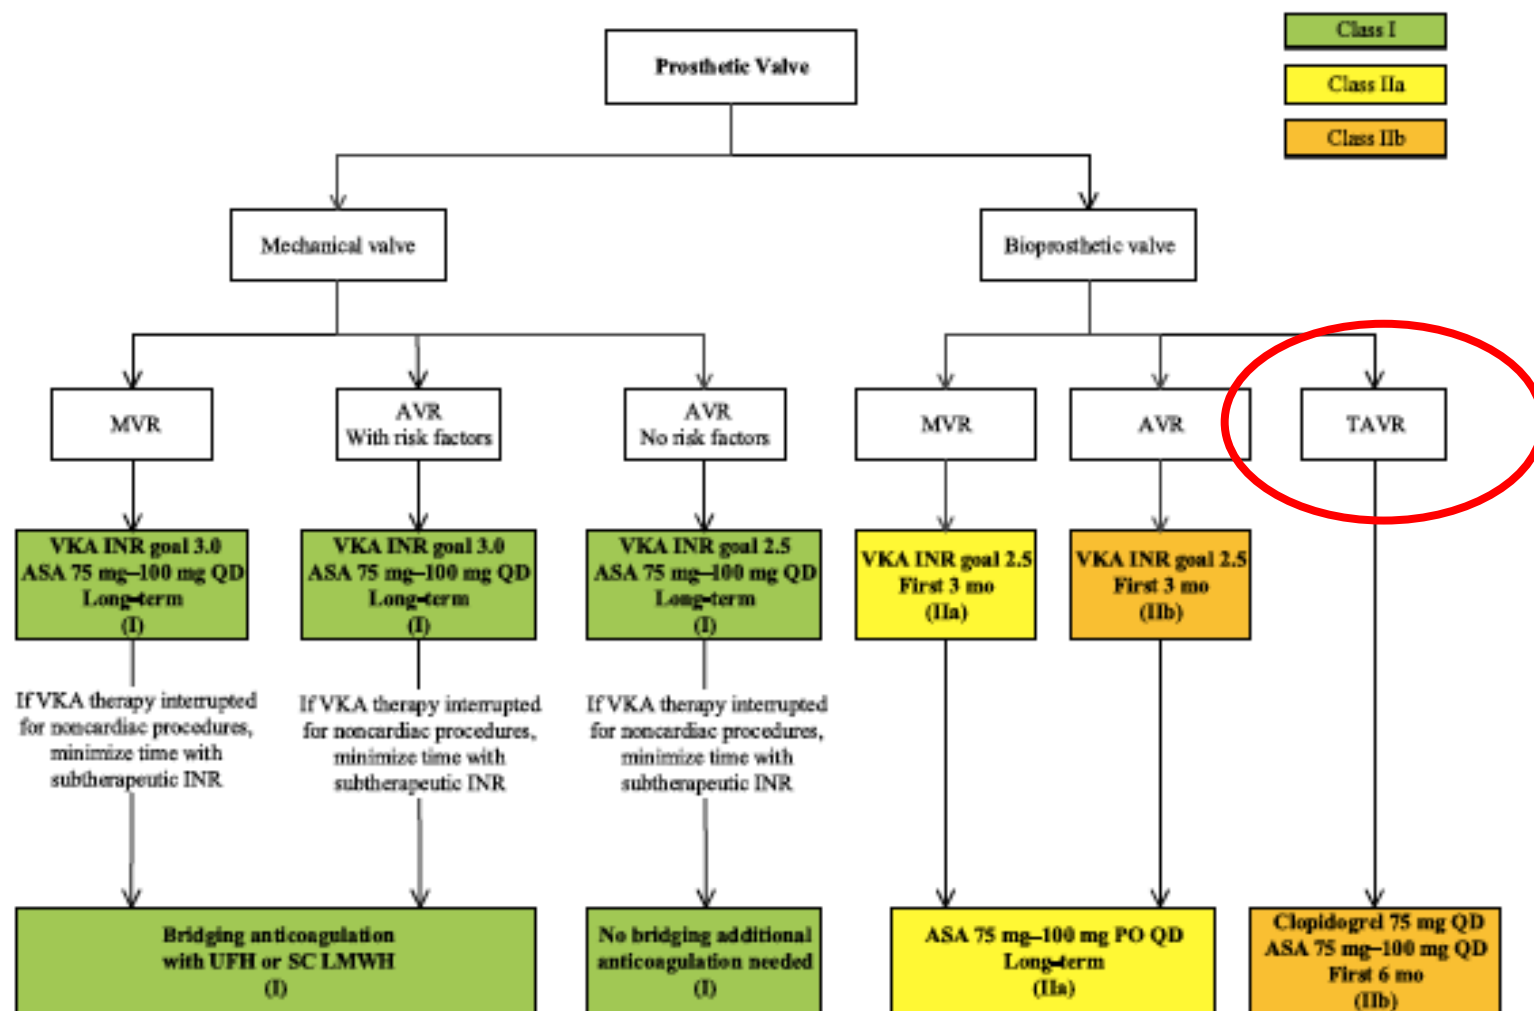 Class I
Class IIa
Class IIb
Prosthetic Valve
Mechanical valve
Bioprosthetic valve
MVR
AVR
With risk factors
AVR
No risk factors
MVR
AVR
TAVR
VKA INR goal 3.0
ASA 75 mg–100 mg QD
Long-term
(I)
VKA INR goal 3.0
ASA 75 mg–100 mg QD
Long-term
(I)
VKA INR goal 2.5
ASA 75 mg–100 mg QD
Long-term
(I)
VKA INR goal 2.5
First 3 mo
(IIa)
VKA INR goal 2.5
First 3 mo
(IIb)
If VKA therapy interrupted
for noncardiac procedures,
minimize time with
subtherapeutic INR
If VKA therapy interrupted
for noncardiac procedures,
minimize time with
subtherapeutic INR
If VKA therapy interrupted
for noncardiac procedures,
minimize time with
subtherapeutic INR
Bridging anticoagulation
with UFH or SC LMWH
(I)
No bridging additional
anticoagulation needed
(I)
ASA 75 mg–100 mg PO QD
Long-term
(IIa)
Clopidogrel 75 mg QD
ASA 75 mg–100 mg QD
First 6 mo
(IIb)